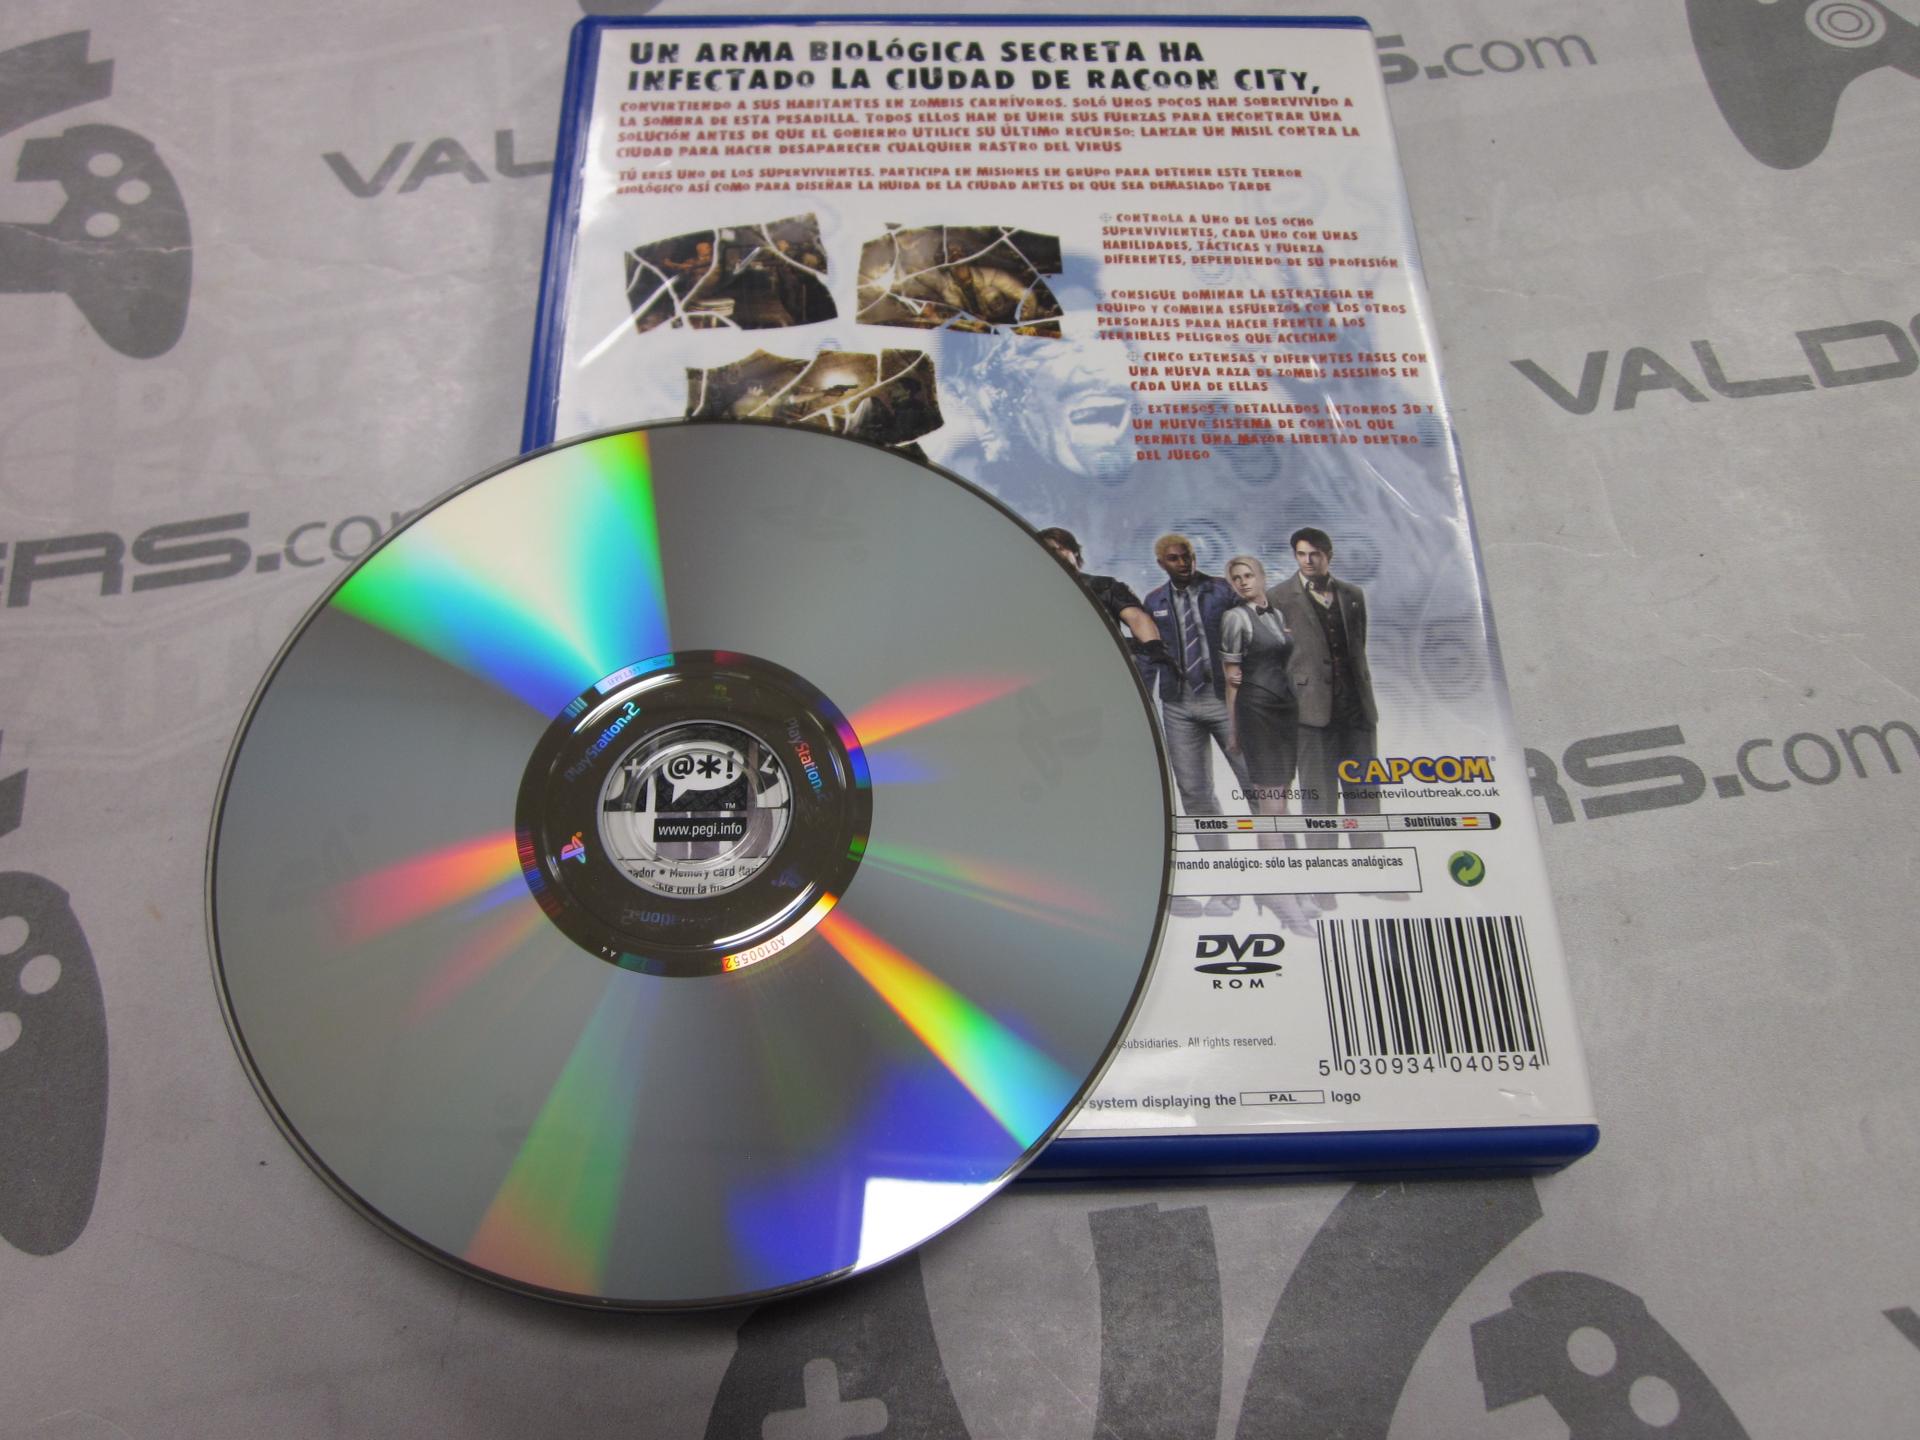 UN ARMA BIOLÓGICA SECRETA HA
INFECTADO LA CIUDAD DE RACOON CITY,
CONVIRTIENDO A SUS HABITANTES EN ZOMBIS CARNÍVOROS. SOLÓ UNOS POCOS HAN SOBREVIVIDO A
LA SOMBRA DE ESTA PESADILLA. TODOS ELLOS HAN DE UNIR SUS FUERZAS PARA ENCONTRAR UNA
SOLUCIÓN ANTES DE QUE EL GOBIERNO UTILICE SU ÚLTIMO RECURSO: LANZAR UN MISIL CONTRA LA
CIUDAD PARA HACER DESAPARECER CUALQUIER RASTRO DEL VIRUS
TÚ ERES UNO DE LOS SUPERVIVIENTES. PARTICIPA EN MISIONES EN GRUPO PARA DETENER ESTE TERROR
BIOLÓGICO ASÍ COMO PARA DISEÑAR LA HUIDA DE LA CIUDAD ANTES DE QUE SEA DEMASIADO TARDE
CONTROLA A UNO DE LOS OCHO
SUPERVIVIENTES, CADA UNO CON UNAS
HABILIDADES, TÁCTICAS Y FUERZA
DIFERENTES, DEPENDIENDO DE SU PROFESIÓN
CONSIGUE DOMINAR LA ESTRATEGIA EN
EQUIPO Y COMBINA ESFUERZOS CON LOS OTROS
PERSONAJES PARA HACER FRENTE A LOS
TERRIBLES PELIGROS QUE ACECHAN
CINCO EXTENSAS Y DIFERENTES FASES CON
UNA NUEVA RAZA DE ZOMBIS ASESINOS EN
CADA UNA DE ELLAS
EXTENSOS Y DETALLADOS ENTORNOS 3D Y
UN NUEVO SISTEMA DE CONTROL QUE
PERMITE UNA MAYOR LIBERTAD DENTRO
DEL JUEGO
CAPCOM
CJS03404387IS residenteviloutbreak.co.uk
Textos Voces Subtítulos
mando analógico: sólo las palancas analógicas
DVD
ROM
subsidiaries. All rights reserved.
5 030934 040594
system displaying the PAL logo
PlayStation.2
PlayStation.2
@*!
TM
www.pegi.info
Memory card
A0100552
VAL
S.com
ERS.com
VALD
RS.com